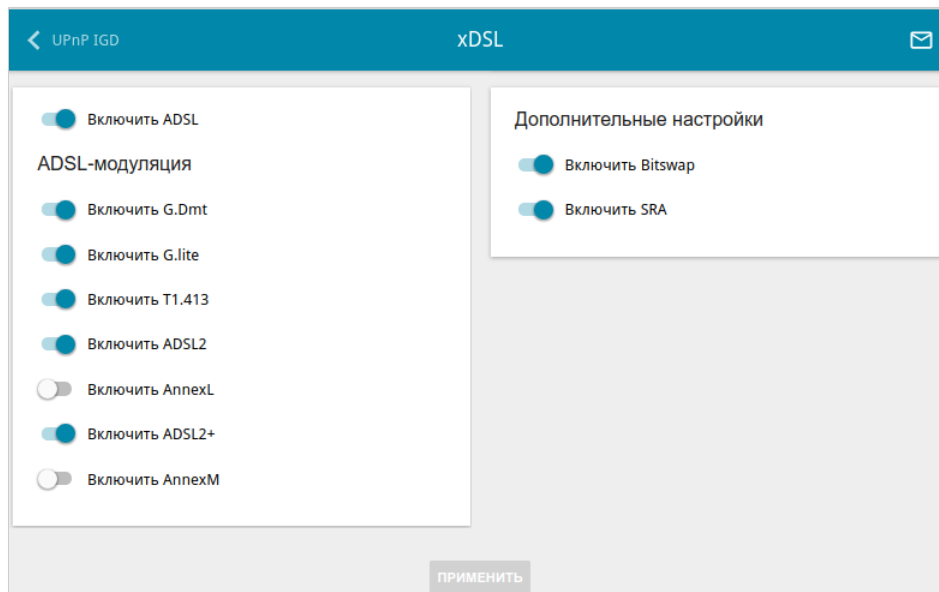 UPnP IGD
xDSL
Включить ADSL
ADSL-модуляция
Включить G.Dmt
Включить G.lite
Включить T1.413
Включить ADSL2
Включить AnnexL
Включить ADSL2+
Включить AnnexM
Дополнительные настройки
Включить Bitswap
Включить SRA
ПРИМЕНИТЬ